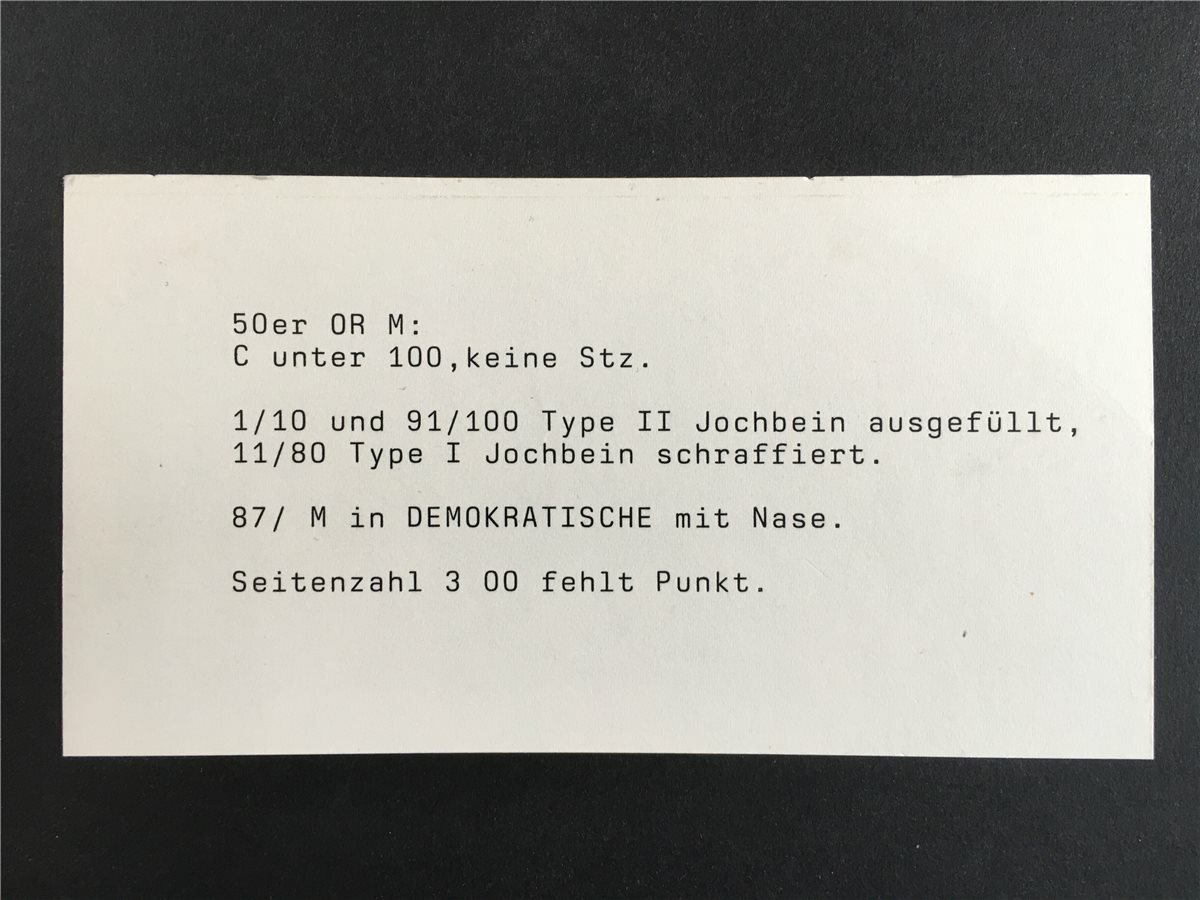 50er OR M:
C unter 100,keine Stz.
1/10 und 91/100 Type II Jochbein ausgefüllt,
11/80 Type I Jochbein schraffiert.
87/ M in DEMOKRATISCHE mit Nase.
Seitenzahl 3 00 fehlt Punkt.